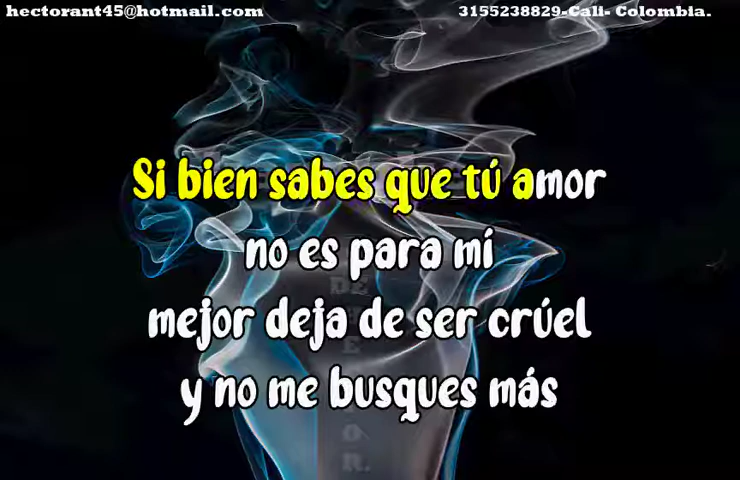 hectorant45@hotmail.com
3155238829-Cali- Colombia.
Si bien sabes que tú amor
no es para mí
mejor deja de ser crúel
y no me busques más